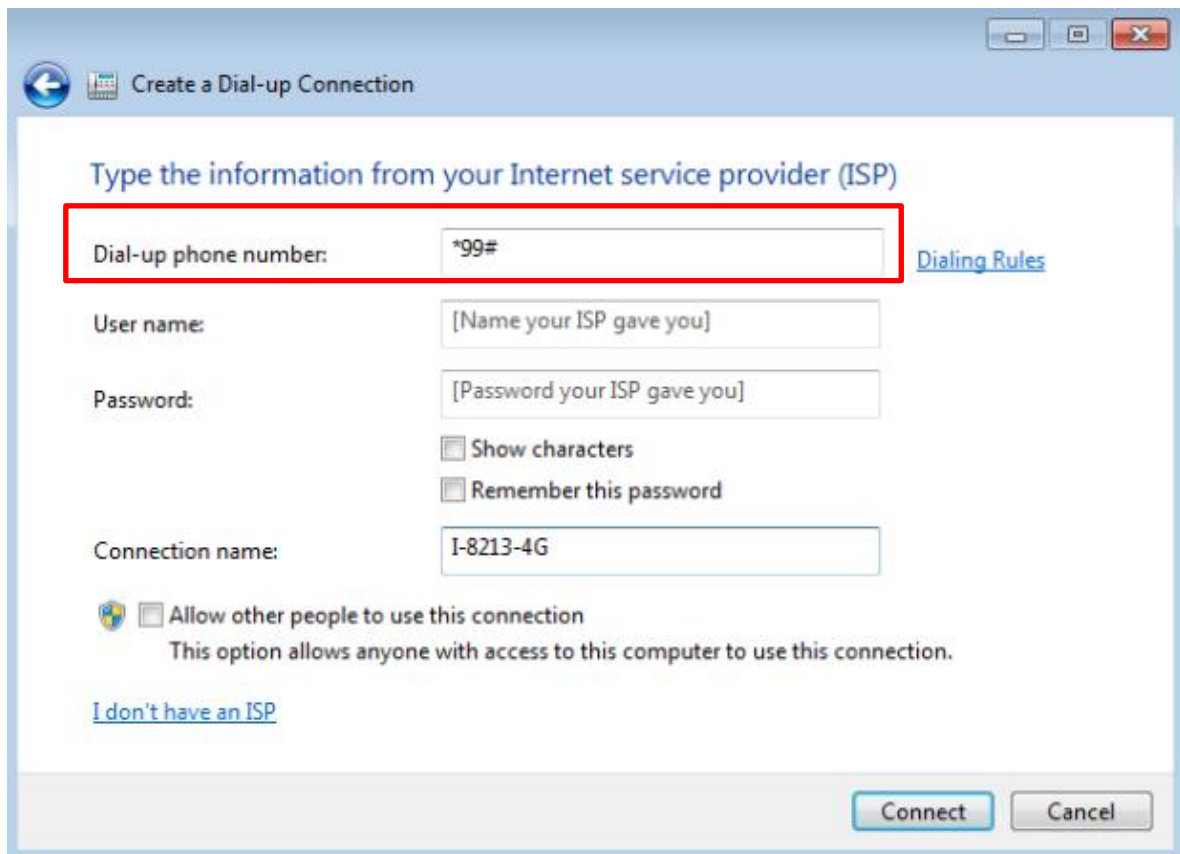 Create a Dial-up Connection
Type the information from your Internet service provider (ISP)
Dial-up phone number: *99# Dialing Rules
User name: [Name your ISP gave you]
Password: [Password your ISP gave you]
Show characters
Remember this password
Connection name: I-8213-4G
Allow other people to use this connection
This option allows anyone with access to this computer to use this connection.
I don't have an ISP
Connect Cancel